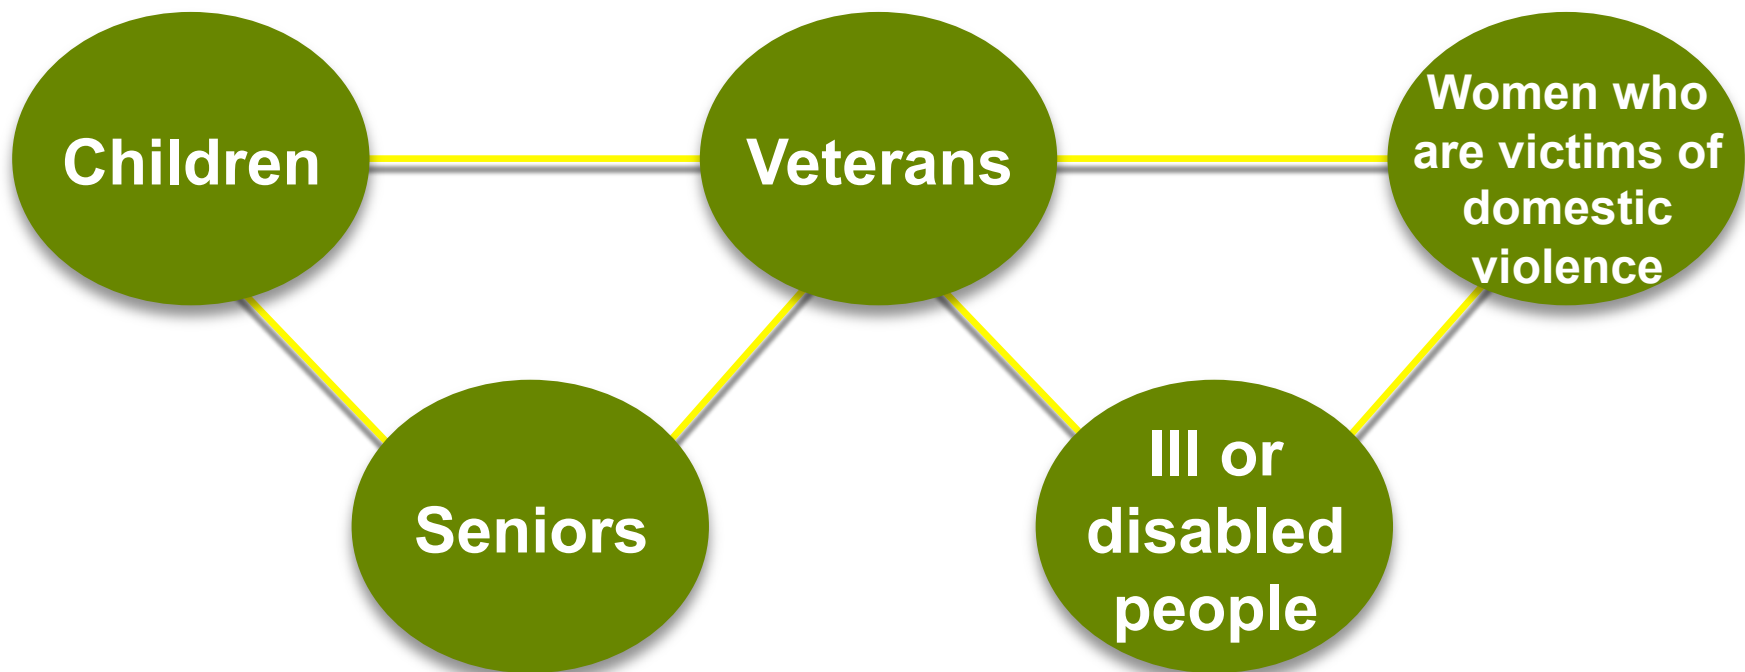 Children
Veterans
Women who
are victims of
domestic
violence
Seniors
Ill or
disabled
people